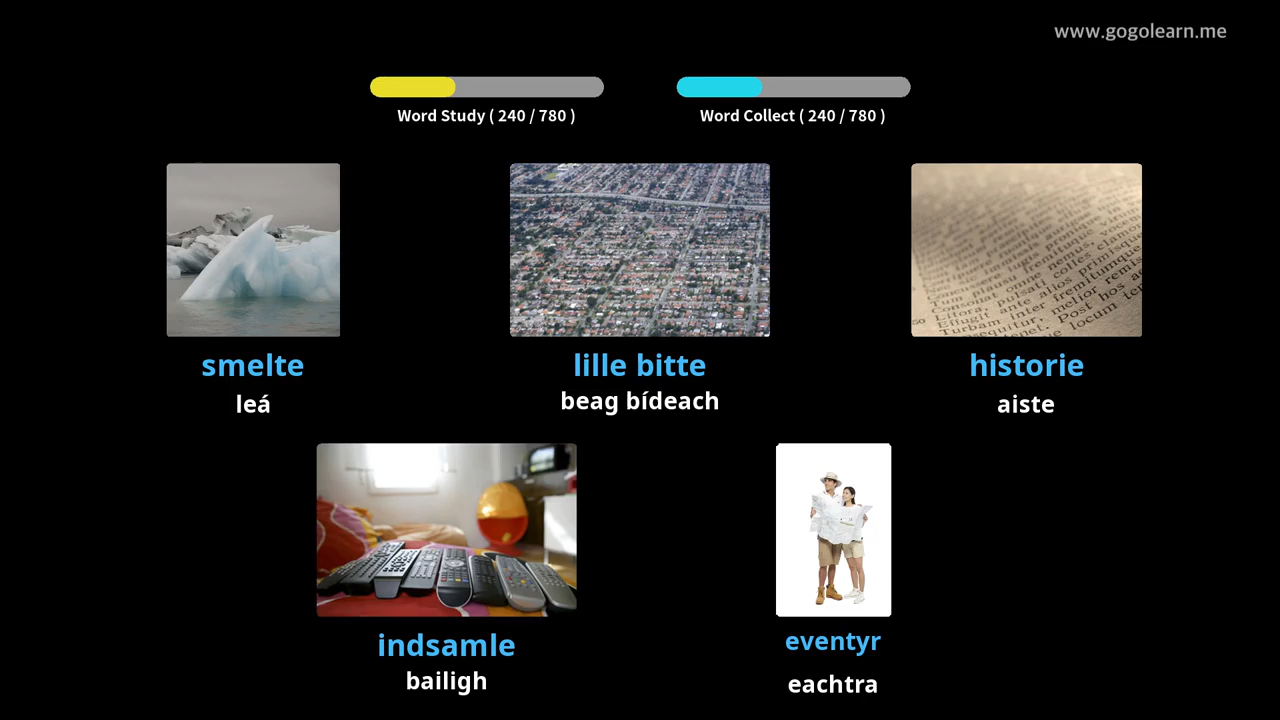 www.gogolearn.me
Word Study ( 240 / 780 )
Word Collect ( 240 / 780 )
smelte
leá
lille bitte
beag bídeach
historie
aiste
indsamle
bailigh
eventyr
eachtra